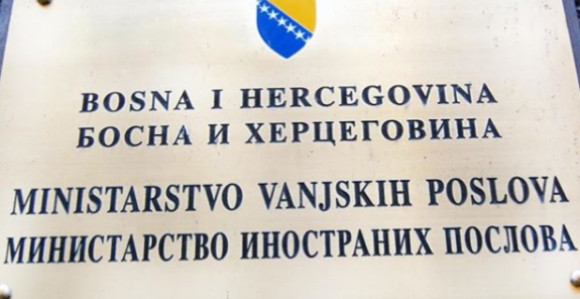 BOSNA I HERCEGOVINA
БОСНА И ХЕРЦЕГОВИНА
MINISTARSTVO VANJSKIH POSLOVA
МИНИСТАРСТВО ИНОСТРАНИХ ПОСЛОВА